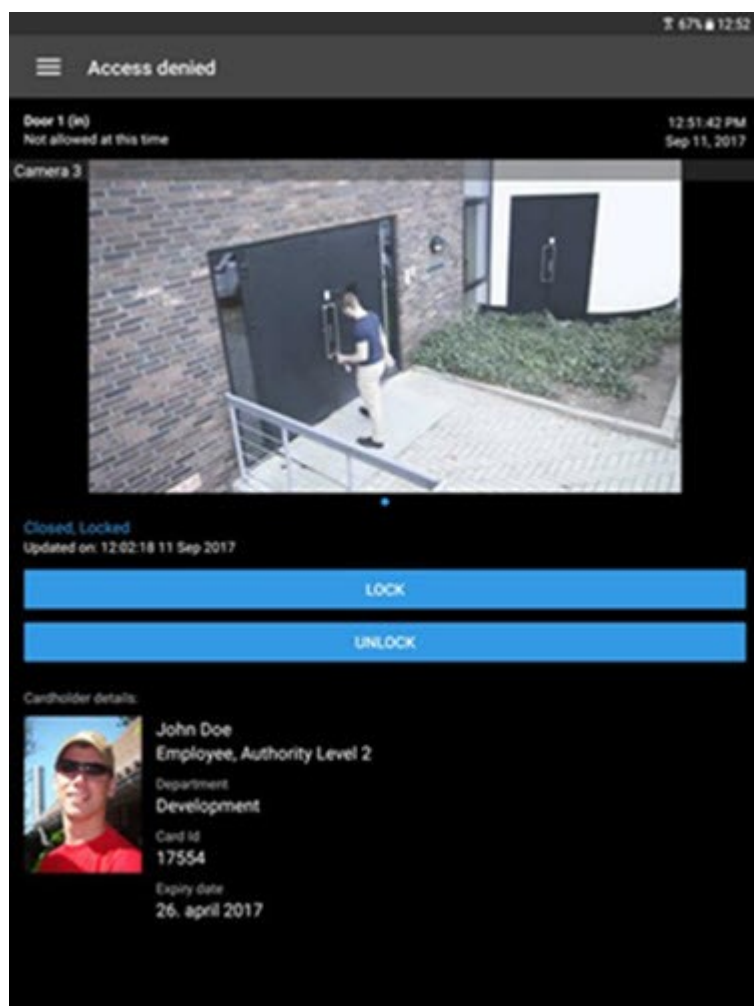 67% 12:52
Access denied
Door 1 (in)
12:51:42 PM
Not allowed at this time
Sep 11, 2017
Camera 3
Closed, Locked
Updated on: 12:02:18 11 Sep 2017
LOCK
UNLOCK
Cardholder details:
John Doe
Employee, Authority Level 2
Department
Development
Card Id
17554
Expiry date
26. april 2017